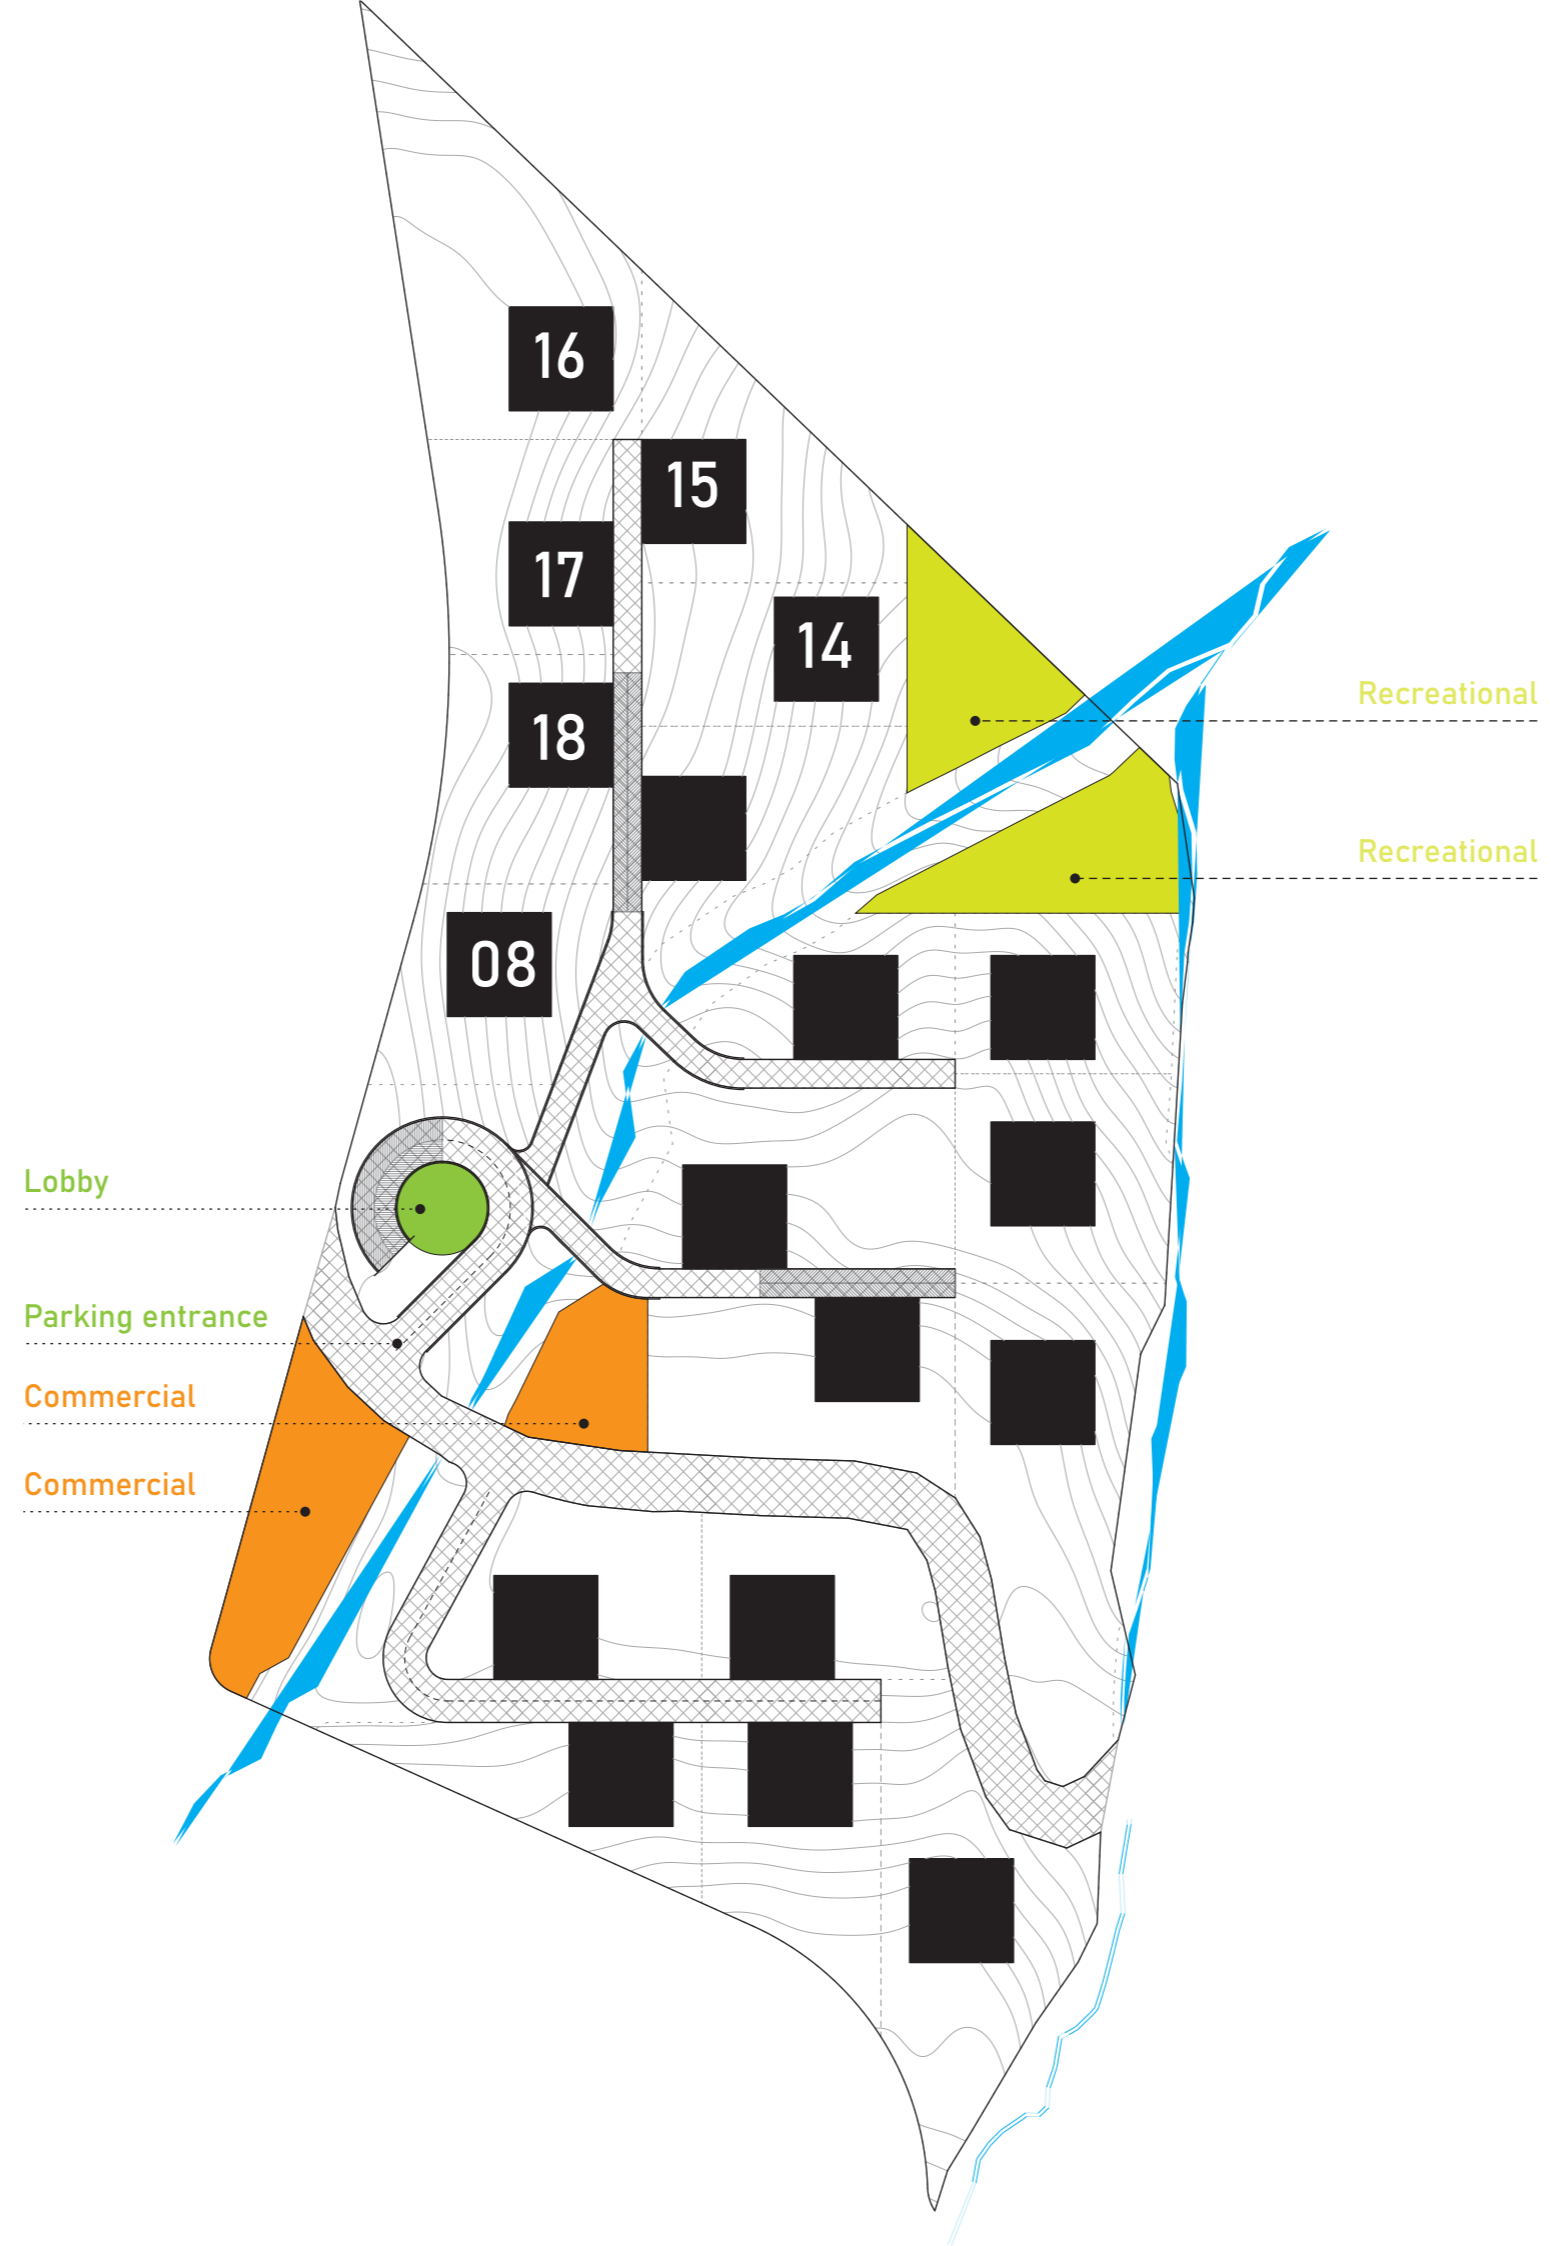 16
15
17
14
18
Recreational
Recreational
08
Lobby
Parking entrance
Commercial
Commercial